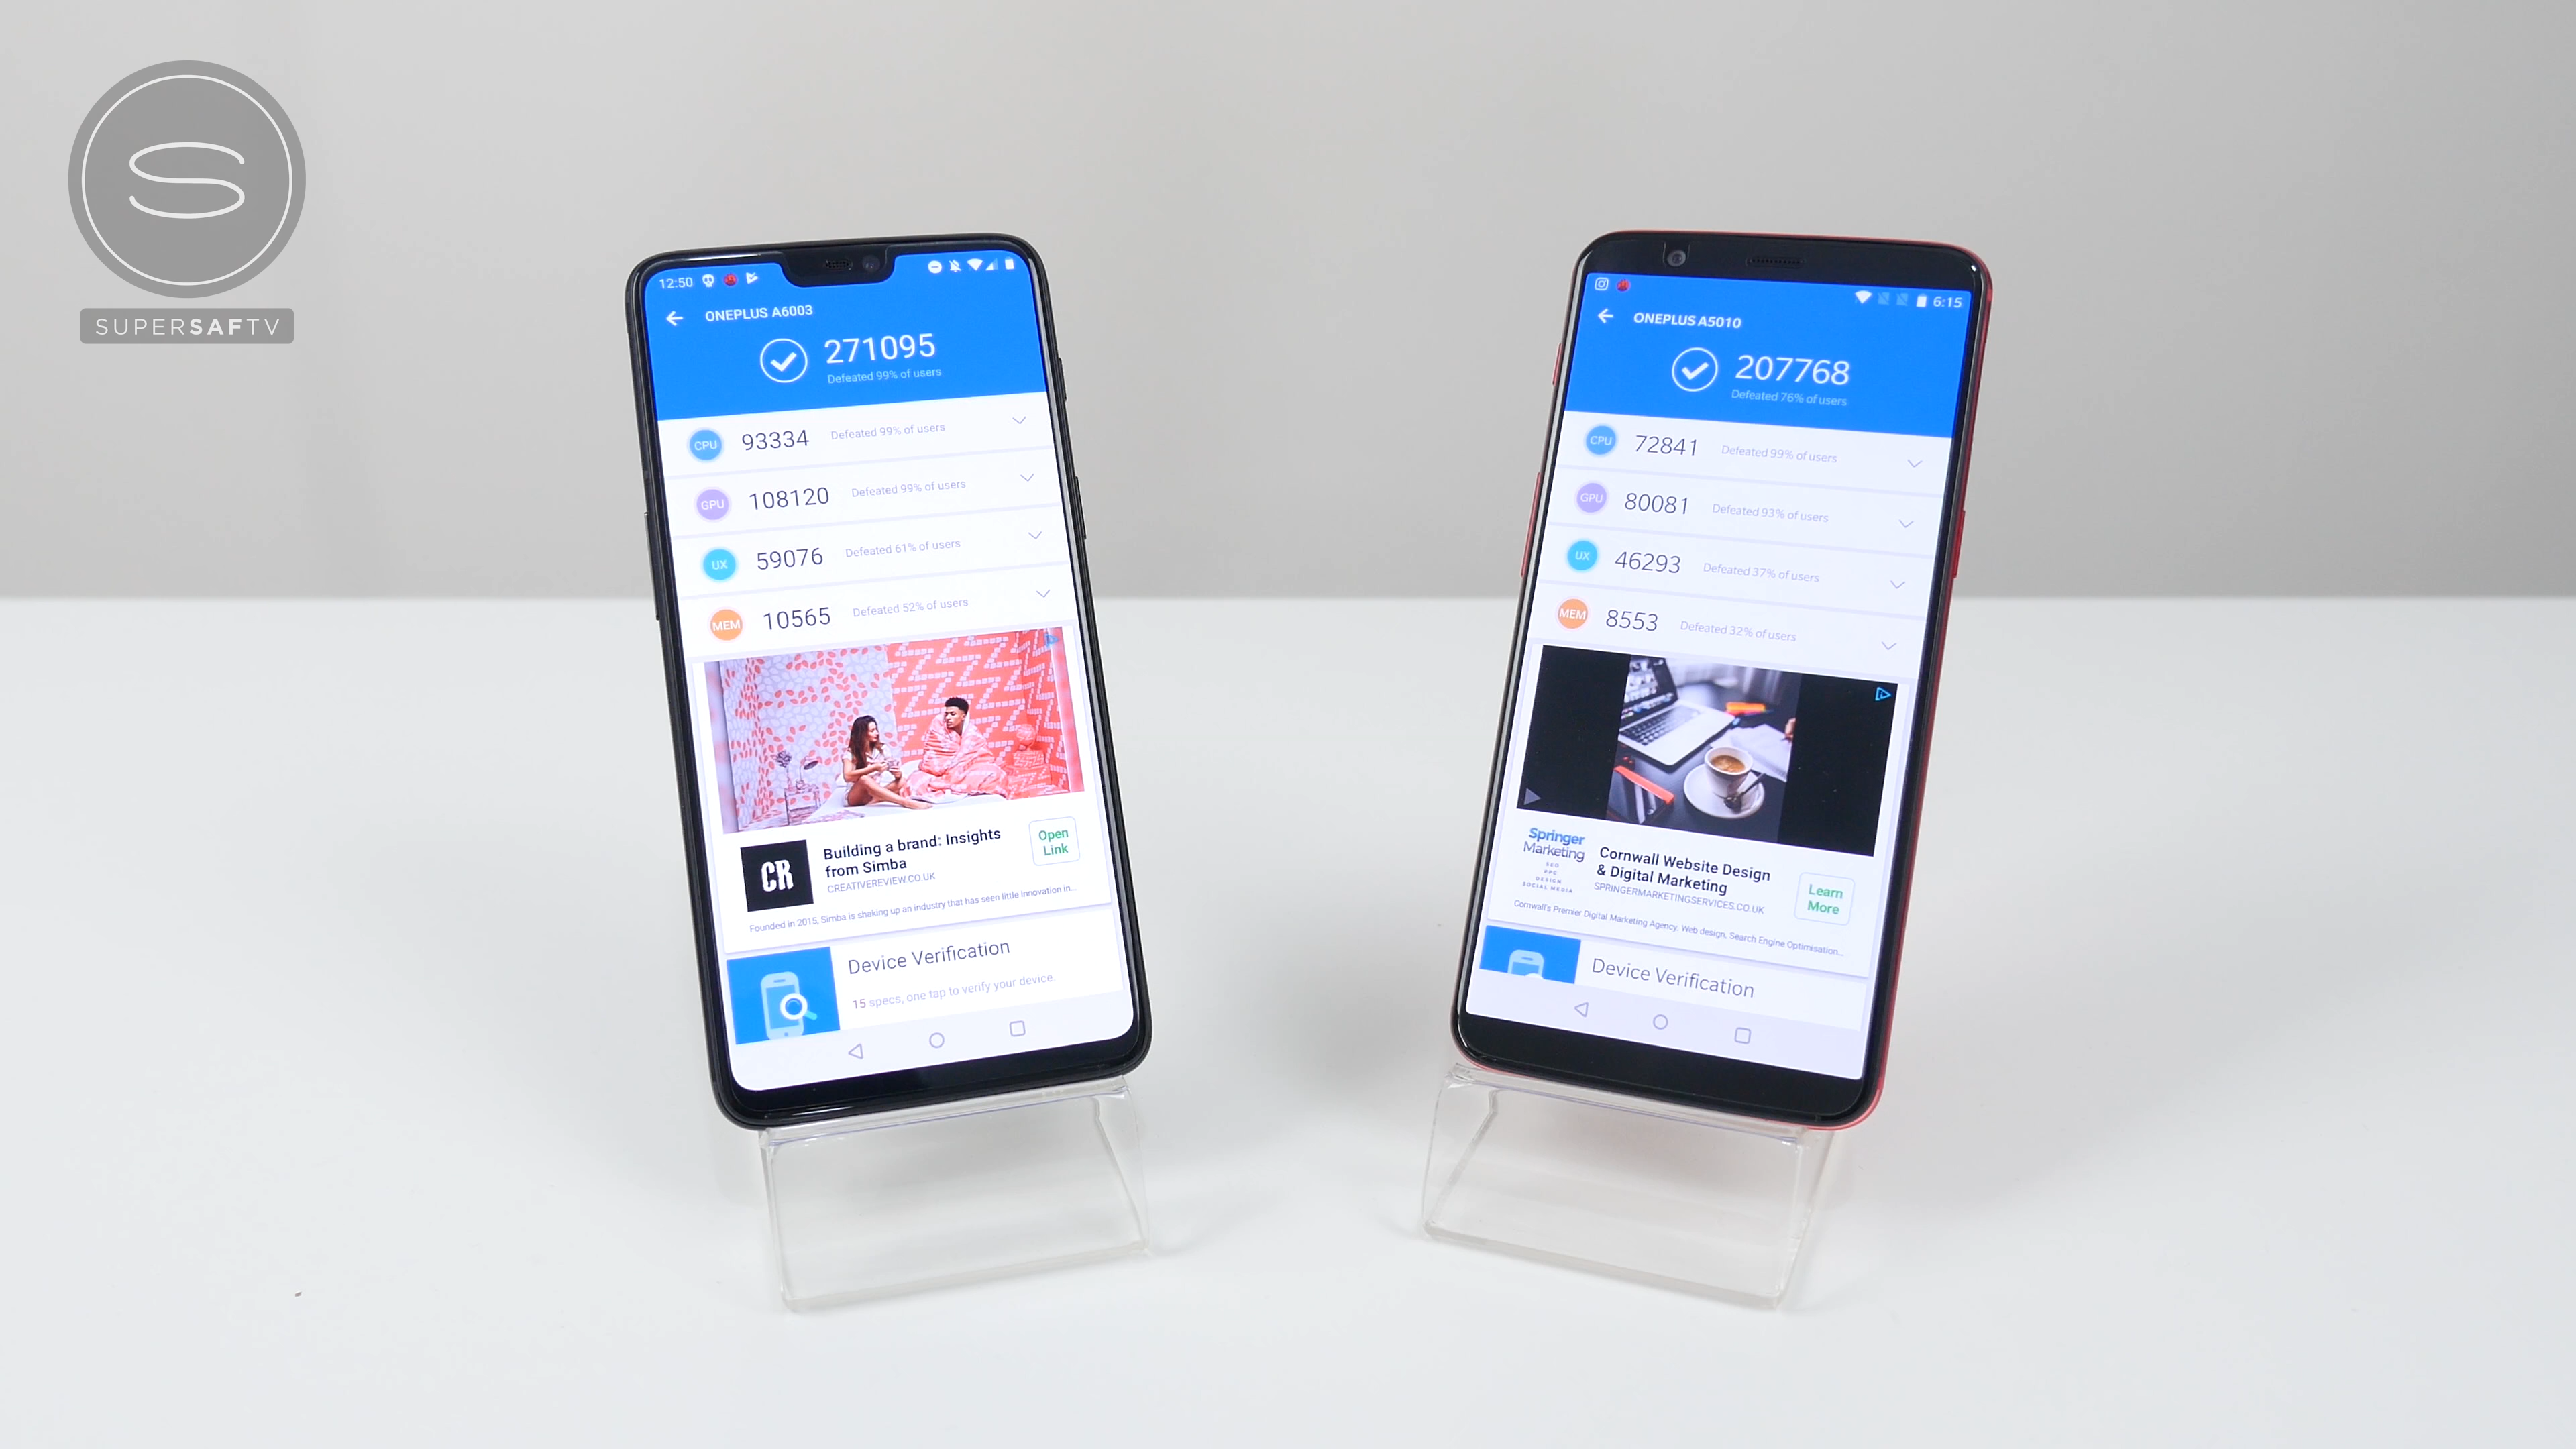 SUPERSAFTV
12:50
ONEPLUS A6003
271095
Defeated 99% of users
CPU 93334 Defeated 99% of users
GPU 108120 Defeated 99% of users
UX 59076 Defeated 61% of users
MEM 10565 Defeated 52% of users
CR
Building a brand: Insights
from Simba
CREATIVEREVIEW.CO.UK
Open
Link
Founded in 2015, Simba is shaking up an industry that has seen little innovation in...
Device Verification
15 specs, one tap to verify your device
6:15
ONEPLUS A5010
207768
Defeated 76% of users
CPU 72841 Defeated 99% of users
GPU 80081 Defeated 93% of users
UX 46293 Defeated 37% of users
MEM 8553 Defeated 32% of users
Springer
Marketing
SEO
PPC
DESIGN
SOCIAL MEDIA
Cornwall Website Design
& Digital Marketing
SPRINGERMARKETINGSERVICES.CO.UK
Learn
More
Cornwall's Premier Digital Marketing Agency. Web design, Search Engine Optimisation...
Device Verification